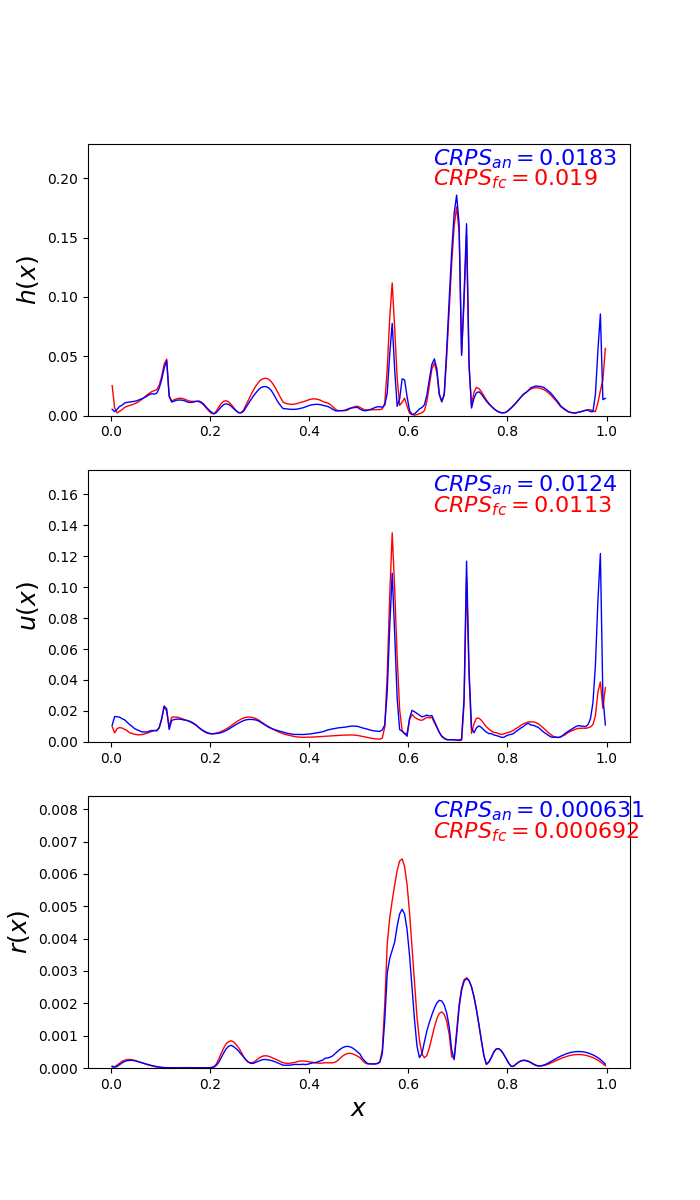 CRPS_an = 0.0183
CRPS_fc = 0.019
h(x)
0.20
0.15
0.10
0.05
0.00
0.0 0.2 0.4 0.6 0.8 1.0
CRPS_an = 0.0124
CRPS_fc = 0.0113
u(x)
0.16
0.14
0.12
0.10
0.08
0.06
0.04
0.02
0.00
0.0 0.2 0.4 0.6 0.8 1.0
CRPS_an = 0.000631
CRPS_fc = 0.000692
r(x)
0.008
0.007
0.006
0.005
0.004
0.003
0.002
0.001
0.000
0.0 0.2 0.4 0.6 0.8 1.0
x